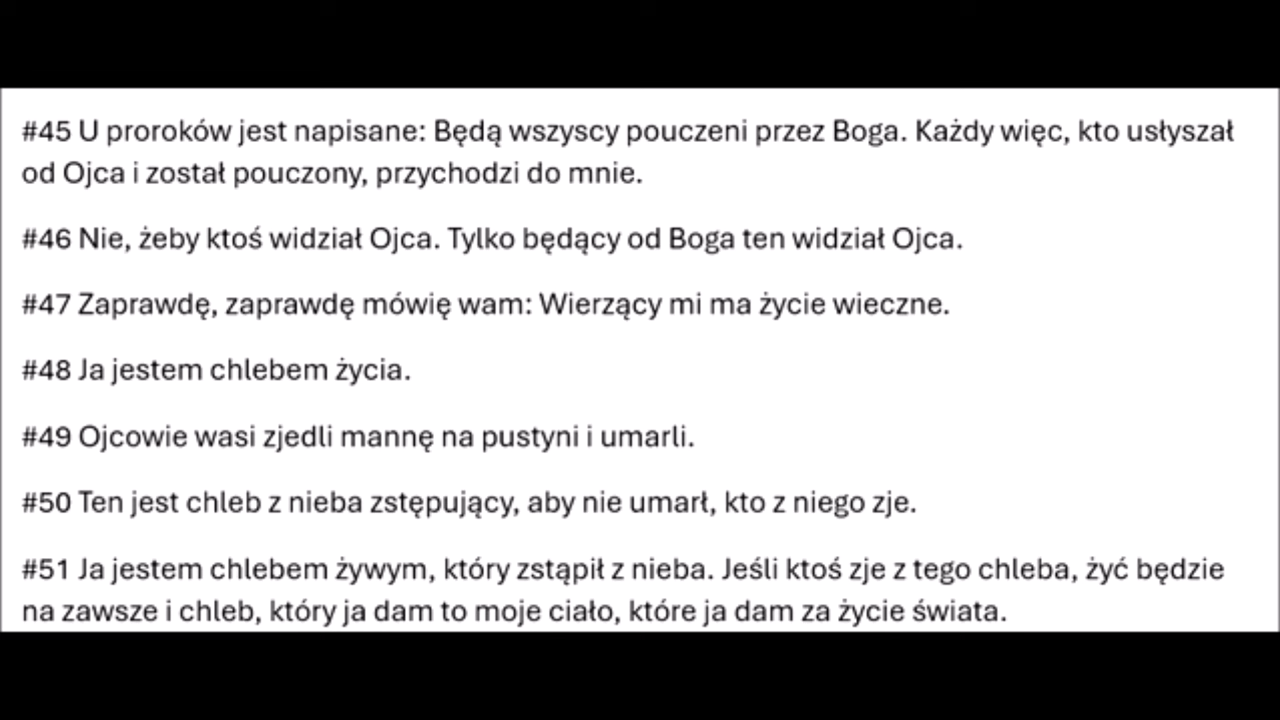 #45 U proroków jest napisane: Będą wszyscy pouczeni przez Boga. Każdy więc, kto usłyszał
od Ojca i został pouczony, przychodzi do mnie.
#46 Nie, żeby ktoś widział Ojca. Tylko będący od Boga ten widział Ojca.
#47 Zaprawdę, zaprawdę mówię wam: Wierzący mi ma życie wieczne.
#48 Ja jestem chlebem życia.
#49 Ojcowie wasi zjedli mannę na pustyni i umarli.
#50 Ten jest chleb z nieba zstępujący, aby nie umarł, kto z niego zje.
#51 Ja jestem chlebem żywym, który zstąpił z nieba. Jeśli ktoś zje z tego chleba, żyć będzie
na zawsze i chleb, który ja dam to moje ciało, które ja dam za życie świata.